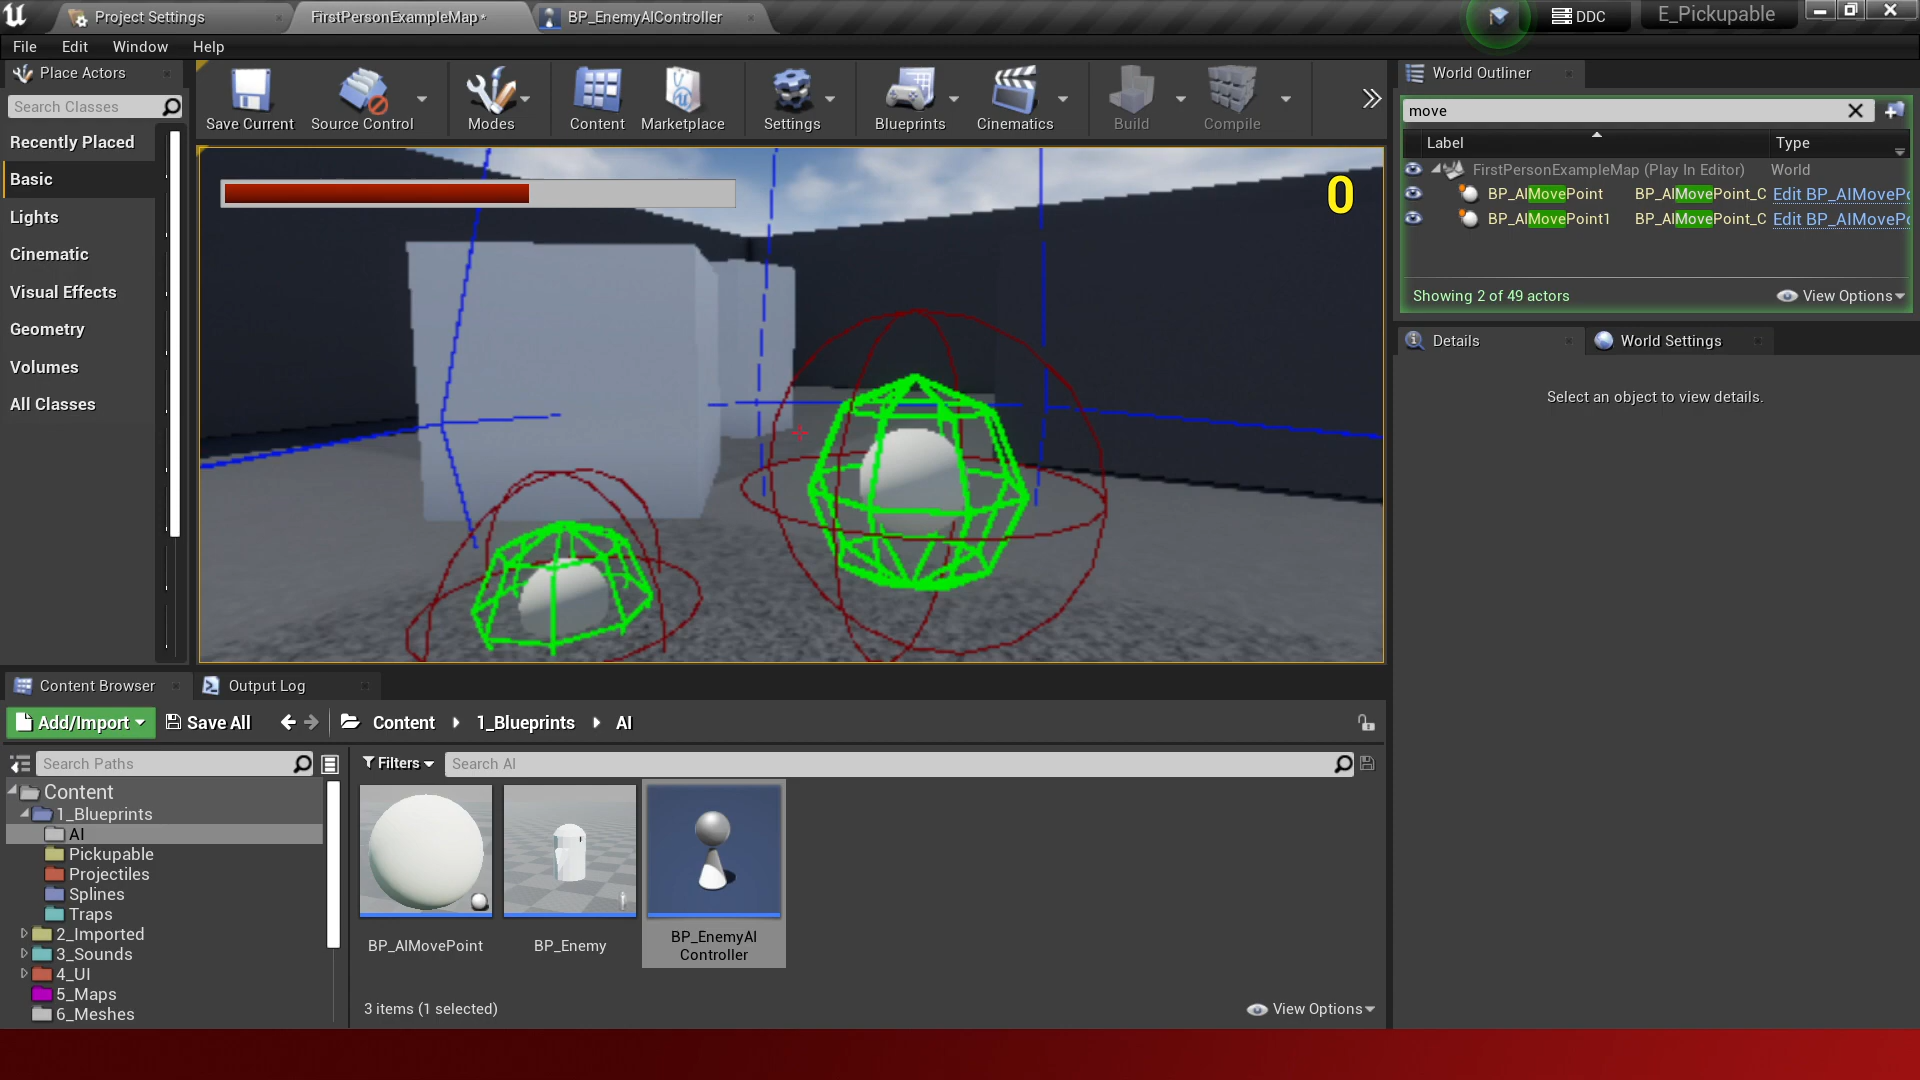 Project Settings
FirstPersonExampleMap*
BP_EnemyAIController
DDC
E_Pickupable
File Edit Window Help
Place Actors
Search Classes
Recently Placed
Basic
Lights
Cinematic
Visual Effects
Geometry
Volumes
All Classes
Save Current
Source Control
Modes
Content
Marketplace
Settings
Blueprints
Cinematics
Build
Compile
0
World Outliner
move
Label Type
FirstPersonExampleMap (Play In Editor) World
BP_AIMovePoint BP_AIMovePoint_C Edit BP_AIMovePo
BP_AIMovePoint1 BP_AIMovePoint_C Edit BP_AIMovePo
Showing 2 of 49 actors
View Options
Details
World Settings
Select an object to view details.
Content Browser
Output Log
Add/Import
Save All
Content
1_Blueprints
AI
Search Paths
Filters
Search AI
Content
1_Blueprints
AI
Pickupable
Projectiles
Splines
Traps
2_Imported
3_Sounds
4_UI
5_Maps
6_Meshes
BP_AIMovePoint
BP_Enemy
BP_EnemyAI
Controller
3 items (1 selected)
View Options